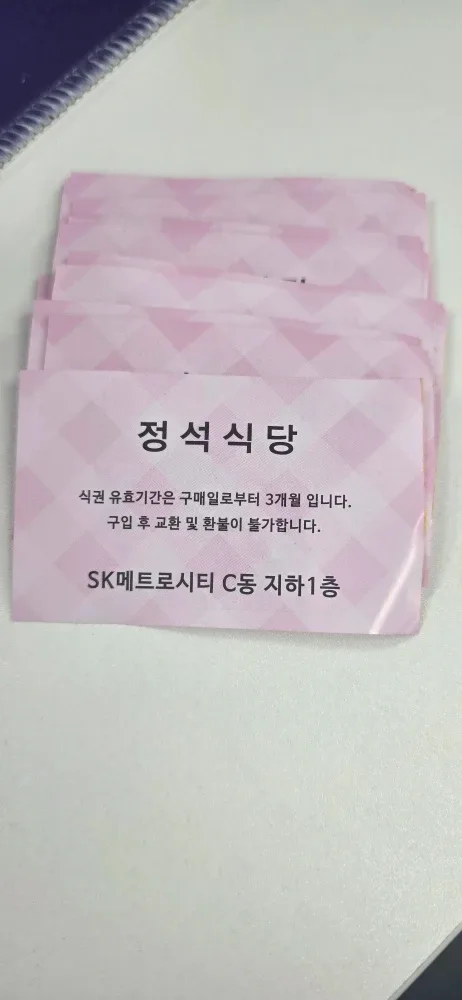 정석식당
식권 유효기간은 구매일로부터 3개월 입니다.
구입 후 교환 및 환불이 불가합니다.
SK메트로시티 C동 지하1층